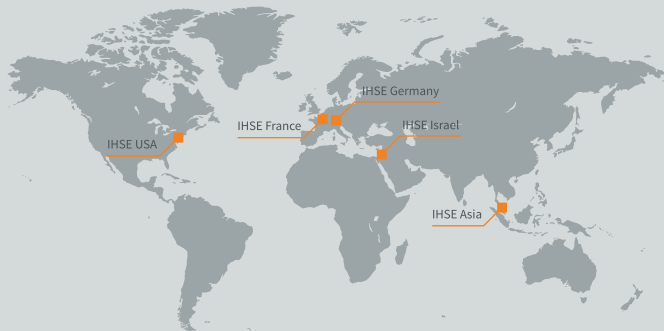 IHSE Germany
IHSE France
IHSE Israel
IHSE USA
IHSE Asia